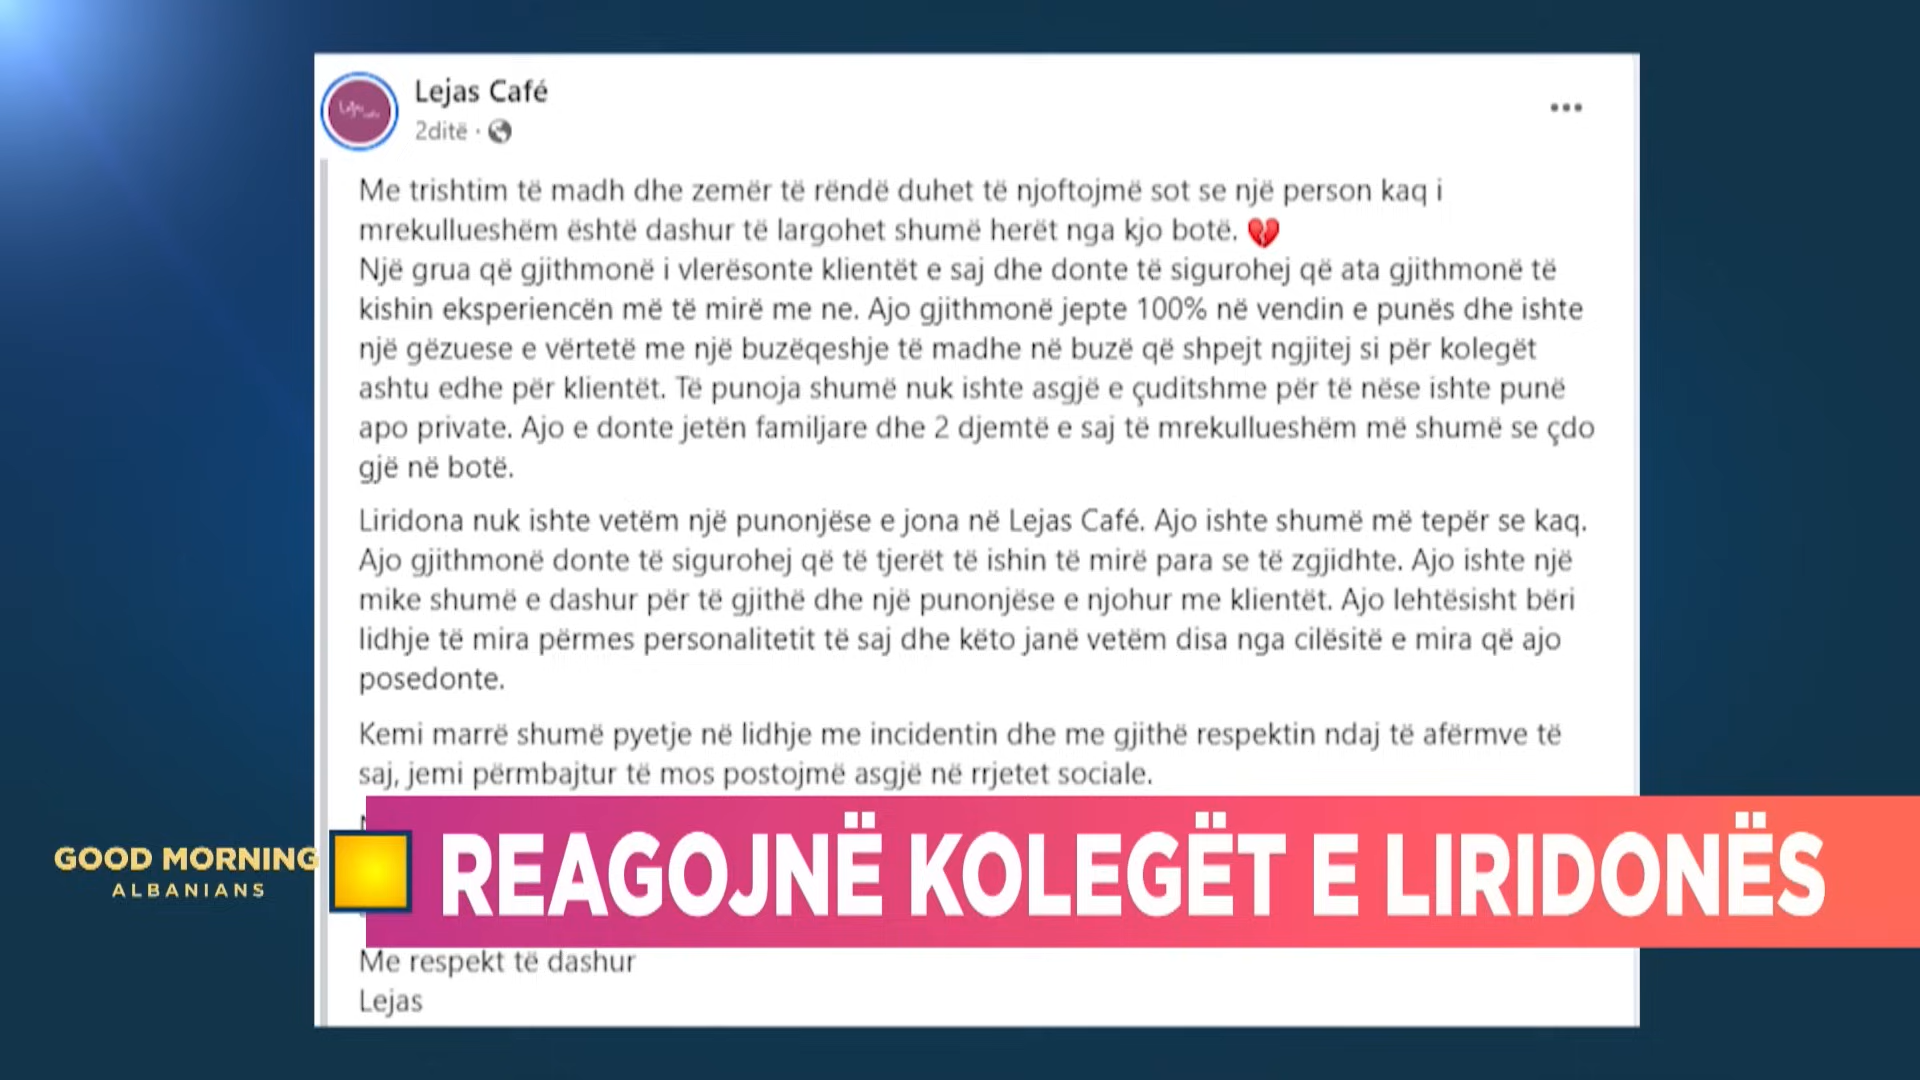 Lejas Café
2ditë ·
Me trishtim të madh dhe zemër të rëndë duhet të njoftojmë sot se një person kaq i
mrekullueshëm është dashur të largohet shumë herët nga kjo botë. 💔
Një grua që gjithmonë i vlerësonte klientët e saj dhe donte të sigurohej që ata gjithmonë të
kishin eksperiencën më të mirë me ne. Ajo gjithmonë jepte 100% në vendin e punës dhe ishte
një gëzuese e vërtetë me një buzëqeshje të madhe në buzë që shpejt ngjitej si për kolegët
ashtu edhe për klientët. Të punoja shumë nuk ishte asgjë e çuditshme për të nëse ishte punë
apo private. Ajo e donte jetën familjare dhe 2 djemtë e saj të mrekullueshëm më shumë se çdo
gjë në botë.
Liridona nuk ishte vetëm një punonjëse e jona në Lejas Café. Ajo ishte shumë më tepër se kaq.
Ajo gjithmonë donte të sigurohej që të tjerët të ishin të mirë para se të zgjidhte. Ajo ishte një
mike shumë e dashur për të gjithë dhe një punonjëse e njohur me klientët. Ajo lehtësisht bëri
lidhje të mira përmes personalitetit të saj dhe këto janë vetëm disa nga cilësitë e mira që ajo
posedonte.
Kemi marrë shumë pyetje në lidhje me incidentin dhe me gjithë respektin ndaj të afërmve të
saj, jemi përmbajtur të mos postojmë asgjë në rrjetet sociale.
GOOD MORNING
ALBANIANS
REAGOJNË KOLEGËT E LIRIDONËS
Me respekt të dashur
Lejas